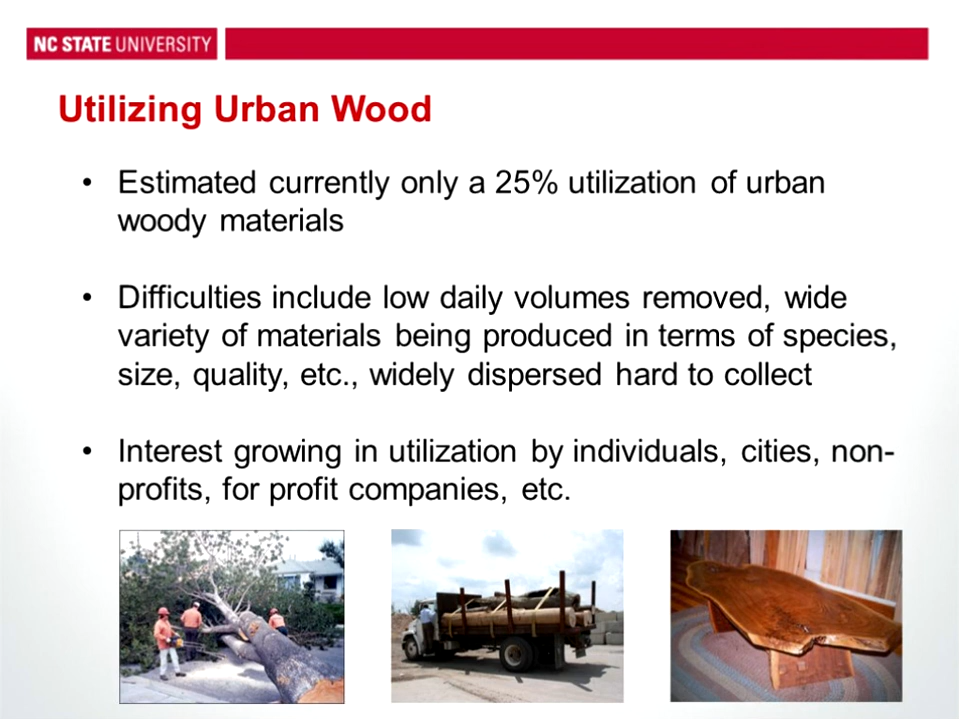 NC STATE UNIVERSITY
Utilizing Urban Wood
• Estimated currently only a 25% utilization of urban
woody materials
• Difficulties include low daily volumes removed, wide
variety of materials being produced in terms of species,
size, quality, etc., widely dispersed hard to collect
• Interest growing in utilization by individuals, cities, non-
profits, for profit companies, etc.